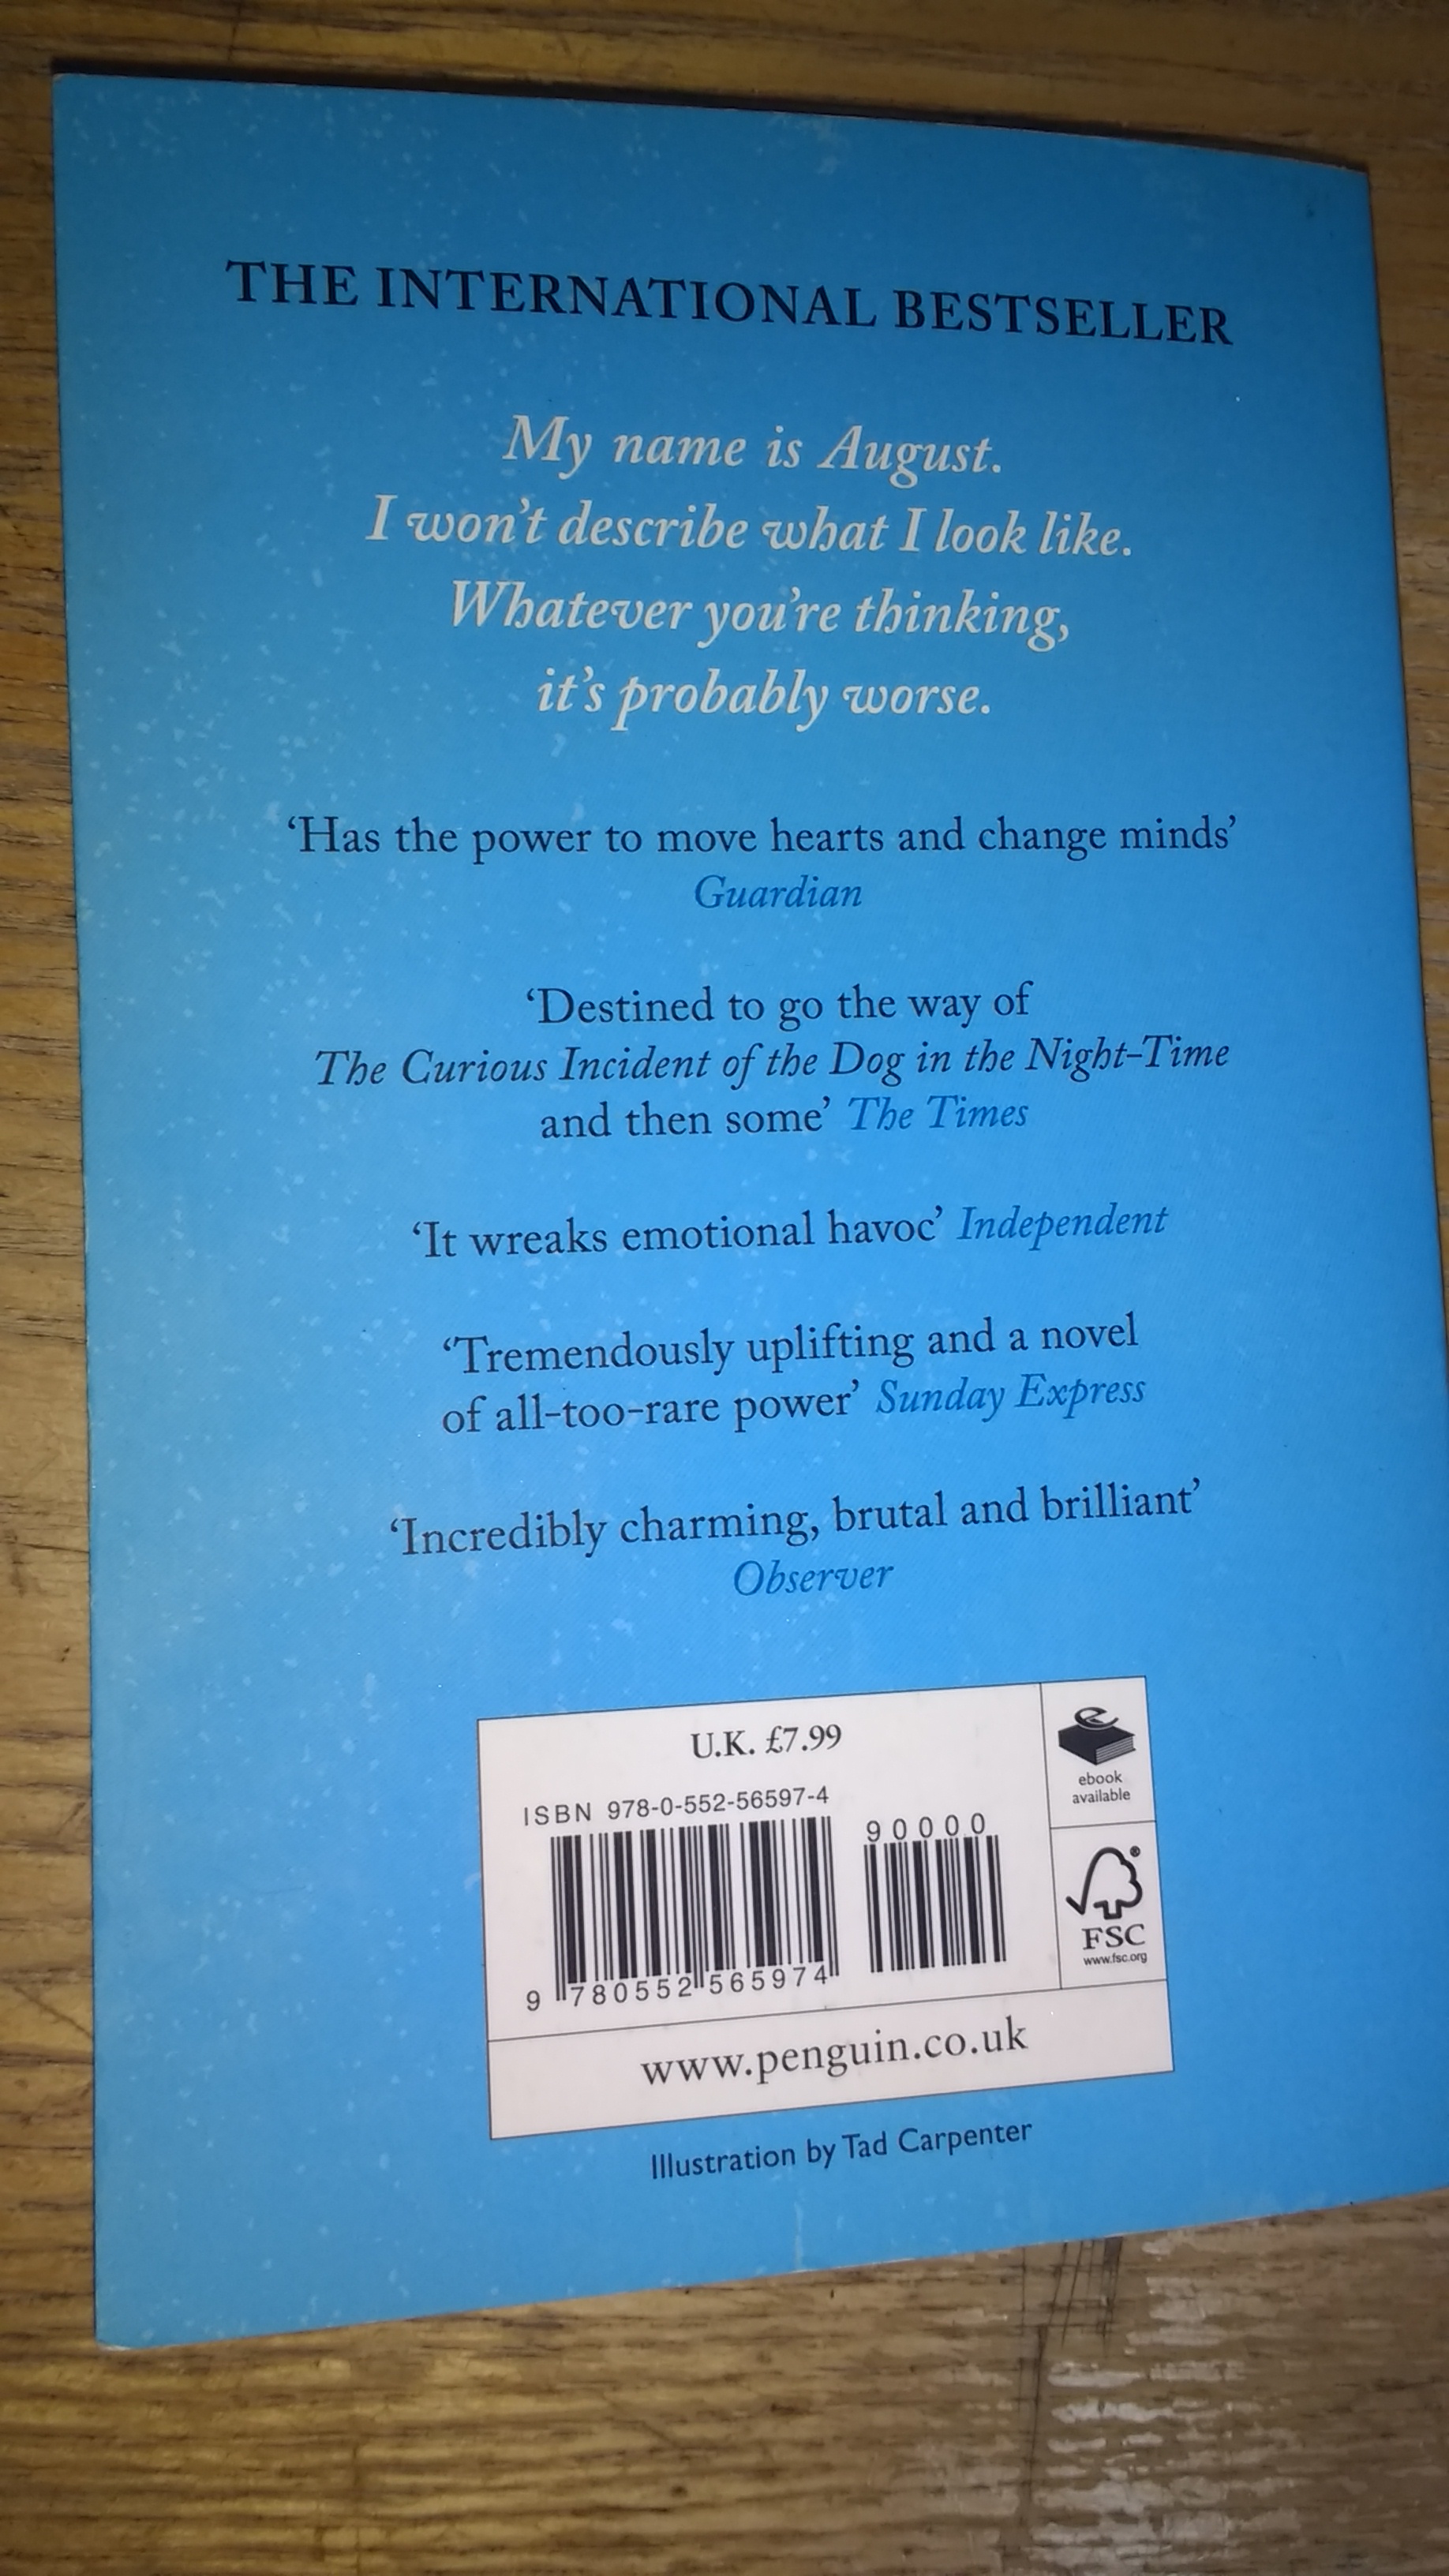 THE INTERNATIONAL BESTSELLER
My name is August.
I won’t describe what I look like.
Whatever you’re thinking,
it’s probably worse.
‘Has the power to move hearts and change minds’
Guardian
‘Destined to go the way of
The Curious Incident of the Dog in the Night-Time
and then some’ The Times
‘It wreaks emotional havoc’ Independent
‘Tremendously uplifting and a novel
of all-too-rare power’ Sunday Express
‘Incredibly charming, brutal and brilliant’
Observer
U.K. £7.99
ISBN 978-0-552-56597-4
90000
9 780552 565974
e
ebook
available
®
FSC
www.fsc.org
www.penguin.co.uk
Illustration by Tad Carpenter